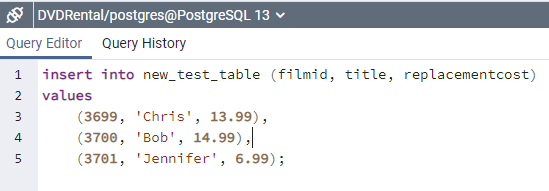 DVDRental/postgres@PostgreSQL 13
Query Editor Query History
1 insert into new_test_table (filmid, title, replacementcost)
2 values
3 (3699, 'Chris', 13.99),
4 (3700, 'Bob', 14.99),
5 (3701, 'Jennifer', 6.99);